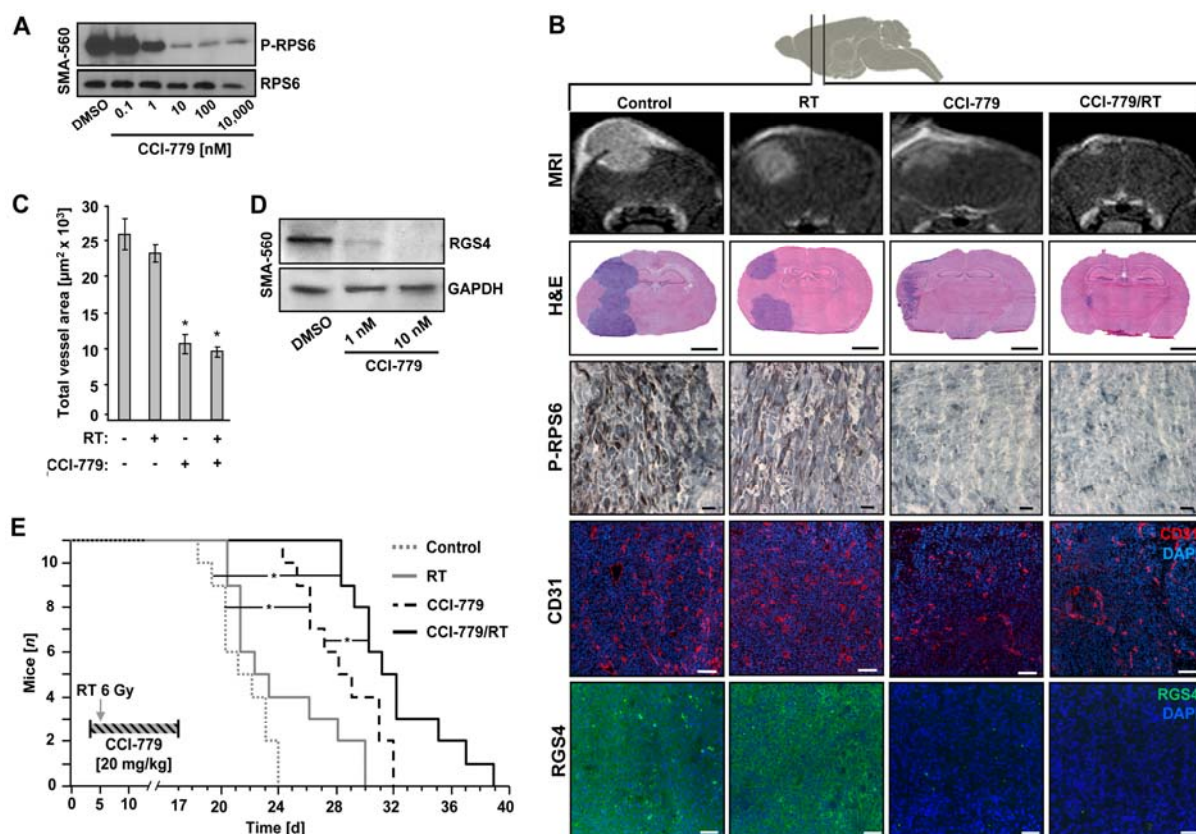 A
SMA-560
P-RPS6
RPS6
DMSO 0.1 1 10 100 10,000
CCI-779 [nM]
B
Control RT CCI-779 CCI-779/RT
MRI
H&E
P-RPS6
CD31
CD31
DAPI
RGS4
RGS4
DAPI
C
Total vessel area [µm² x 10³]
30
25
20
15
10
5
0
* *
RT: - + - +
CCI-779: - - + +
D
SMA-560
RGS4
GAPDH
DMSO 1 nM 10 nM
CCI-779
E
Mice [n]
10
8
6
4
2
0
Control
RT
CCI-779
CCI-779/RT
*
*
*
RT 6 Gy
CCI-779
[20 mg/kg]
0 5 10 17 20 24 28 32 36 40
Time [d]